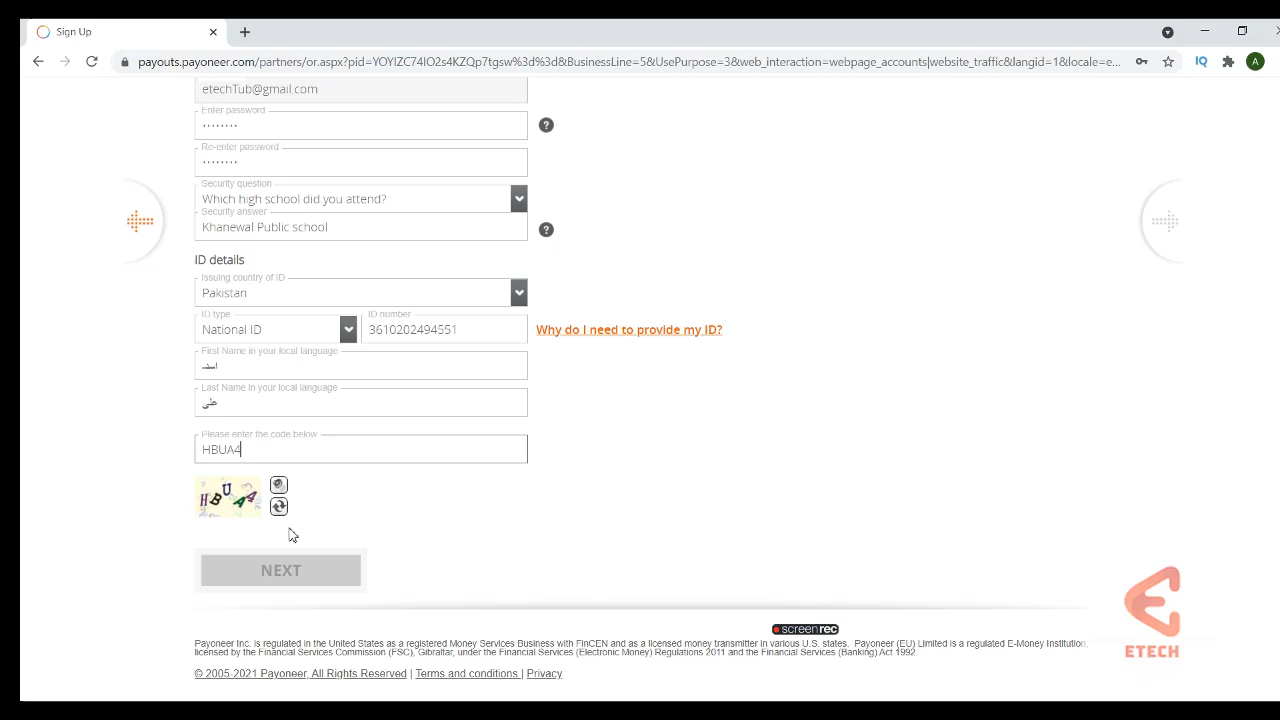 Sign Up
payouts.payoneer.com/partners/or.aspx?pid=YOYIZC74IO2s4KZQp7tgsw%3d%3d&BusinessLine=5&UsePurpose=3&web_interaction=webpage_accounts|website_traffic&langid=1&locale=e...
IQ
A
etechTub@gmail.com
Enter password
........
?
Re-enter password
........
Security question
Which high school did you attend?
Security answer
Khanewal Public school
?
ID details
Issuing country of ID
Pakistan
ID type
National ID
ID number
3610202494551
Why do I need to provide my ID?
First Name in your local language
اسد
Last Name in your local language
علی
Please enter the code below
HBUA4
HBUA4
NEXT
screenrec
Payoneer Inc. is regulated in the United States as a registered Money Services Business with FinCEN and as a licensed money transmitter in various U.S. states. Payoneer (EU) Limited is a regulated E-Money Institution,
licensed by the Financial Services Commission (FSC), Gibraltar, under the Financial Services (Electronic Money) Regulations 2011 and the Financial Services (Banking) Act 1992.
© 2005-2021 Payoneer, All Rights Reserved | Terms and conditions | Privacy
ETECH